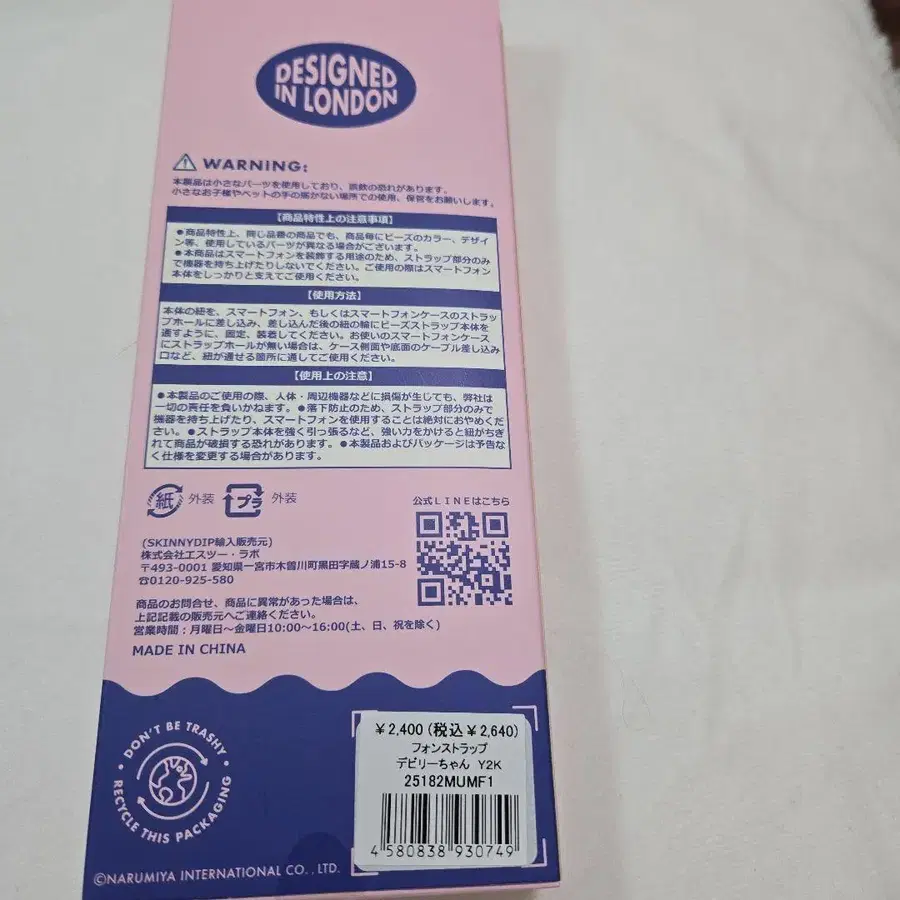 DESIGNED
IN LONDON
WARNING:
本製品は小さなパーツを使用しており、誤飲の恐れがあります。
小さなお子様やペットの手の届かない場所での使用、保管をお願いします。
【商品特性上の注意事項】
●商品特性上、同じ品番の商品でも、商品毎にビーズのカラー、デザイ
ン等、使用しているパーツが異なる場合がございます。
●本商品はスマートフォンを装飾する用途のため、ストラップ部分のみ
で機器を持ち上げたりしないでください。ご使用の際はスマートフォン
本体をしっかりと支えてご使用ください。
【使用方法】
本体の紐を、スマートフォン、もしくはスマートフォンケースのストラッ
プホールに差し込み、差し込んだ後の紐の輪にビーズストラップ本体を
通すように、固定、装着してください。お使いのスマートフォンケース
にストラップホールが無い場合は、ケース側面や底面のケーブル差し込み
口など、紐が通せる箇所に通してご使用ください。
【使用上の注意】
●本製品のご使用の際、人体・周辺機器などに損傷が生じても、弊社は
一切の責任を負いかねます。●落下防止のため、ストラップ部分のみで
機器を持ち上げたり、スマートフォンを使用することは絶対におやめくだ
さい。●ストラップ本体を強く引っ張るなど、強い力をかけると紐がちぎ
れて商品が破損する恐れがあります。●本製品およびパッケージは予告な
く仕様を変更する場合があります。
紙 外装 プラ 外装
公式LINEはこちら
(SKINNYDIP輸入販売元)
株式会社エスツー・ラボ
〒493-0001 愛知県一宮市木曽川町黒田字蔵ノ浦15-8
☎0120-925-580
商品のお問合せ、商品に異常があった場合は、
上記記載の販売元へご連絡ください。
営業時間：月曜日～金曜日10:00～16:00(土、日、祝を除く)
MADE IN CHINA
DON'T BE TRASHY
RECYCLE THIS PACKAGING
￥2,400(税込￥2,640)
フォンストラップ
デビリーちゃん Y2K
25182MUMF1
4 580838 930749
©NARUMIYA INTERNATIONAL CO., LTD.